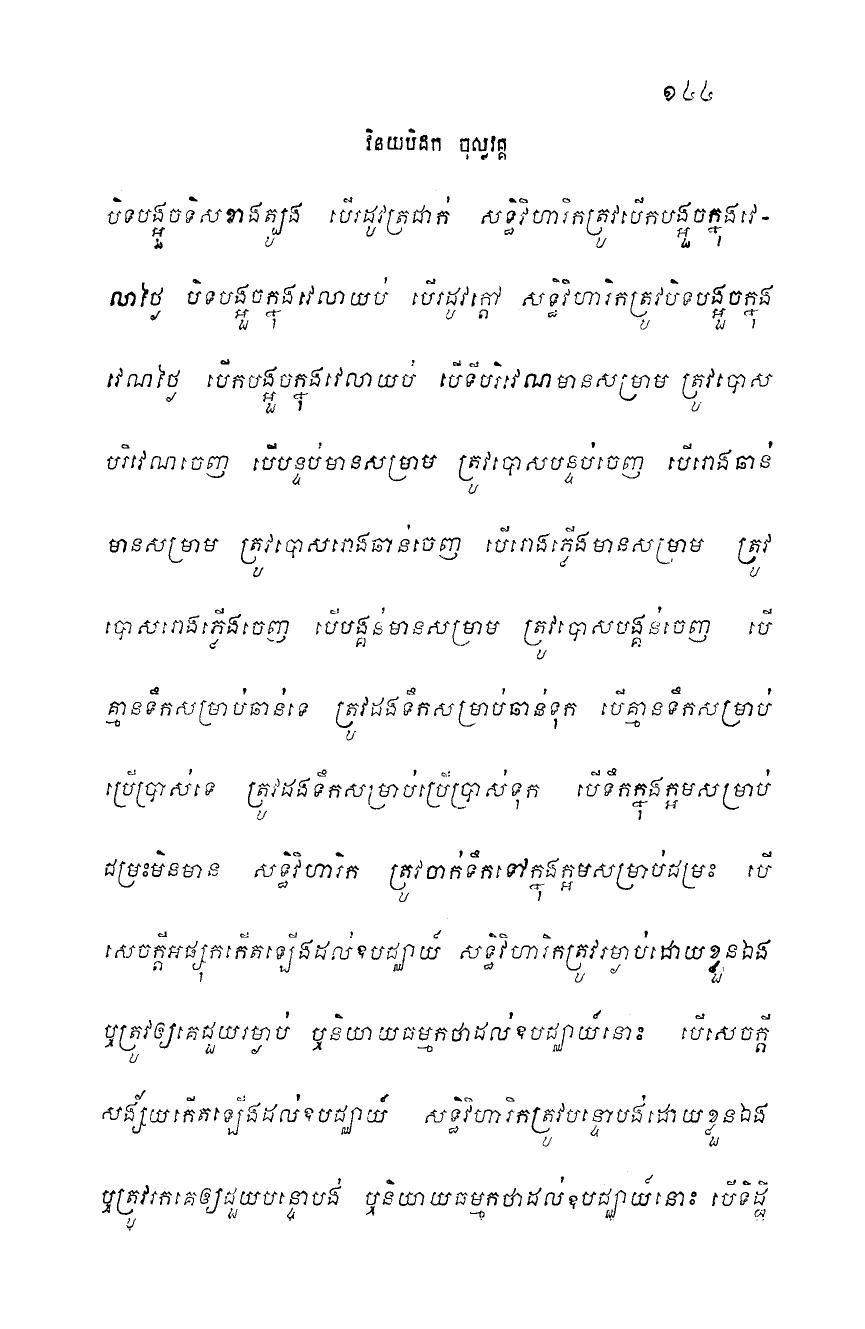 ១៤៤
វិនយបិដក ចុល្លវគ្គ
បិទបង្អួចទិសខាងត្បូង បើរដូវត្រជាក់ សទ្ធិវិហារិកត្រូវបើកបង្អួចក្នុងវេ-
លាថ្ងៃ បិទបង្អួចក្នុងវេលាយប់ បើរដូវក្តៅ សទ្ធិវិហារិកត្រូវបិទបង្អួចក្នុង
វេលាថ្ងៃ បើកបង្អួចក្នុងវេលាយប់ បើទីបរិវេណមានសម្រាម ត្រូវបោស
បរិវេណចេញ បើបន្ទប់មានសម្រាម ត្រូវបោសបន្ទប់ចេញ បើរោងឆាន់
មានសម្រាម ត្រូវបោសរោងឆាន់ចេញ បើរោងភ្លើងមានសម្រាម ត្រូវ
បោសរោងភ្លើងចេញ បើបង្គន់មានសម្រាម ត្រូវបោសបង្គន់ចេញ បើ
គ្មានទឹកសម្រាប់ឆាន់ទេ ត្រូវដងទឹកសម្រាប់ឆាន់ទុក បើគ្មានទឹកសម្រាប់
ប្រើប្រាស់ទេ ត្រូវដងទឹកសម្រាប់ប្រើប្រាស់ទុក បើទឹកក្នុងក្អមសម្រាប់
ជម្រះមិនមាន សទ្ធិវិហារិក ត្រូវចាក់ទឹកទៅក្នុងក្អមសម្រាប់ជម្រះ បើ
សេចក្តីអផ្សុកកើតឡើងដល់ឧបជ្ឈាយ៍ សទ្ធិវិហារិកត្រូវរម្ងាប់ដោយខ្លួនឯង
ឬត្រូវឲ្យគេជួយរម្ងាប់ ឬនិយាយធម្មកថាដល់ឧបជ្ឈាយ៍នោះ បើសេចក្តី
សង្ស័យកើតឡើងដល់ឧបជ្ឈាយ៍ សទ្ធិវិហារិកត្រូវបន្ទោបង់ដោយខ្លួនឯង
ឬត្រូវរកគេឲ្យជួយបន្ទោបង់ ឬនិយាយធម្មកថាដល់ឧបជ្ឈាយ៍នោះ បើទិដ្ឋិ